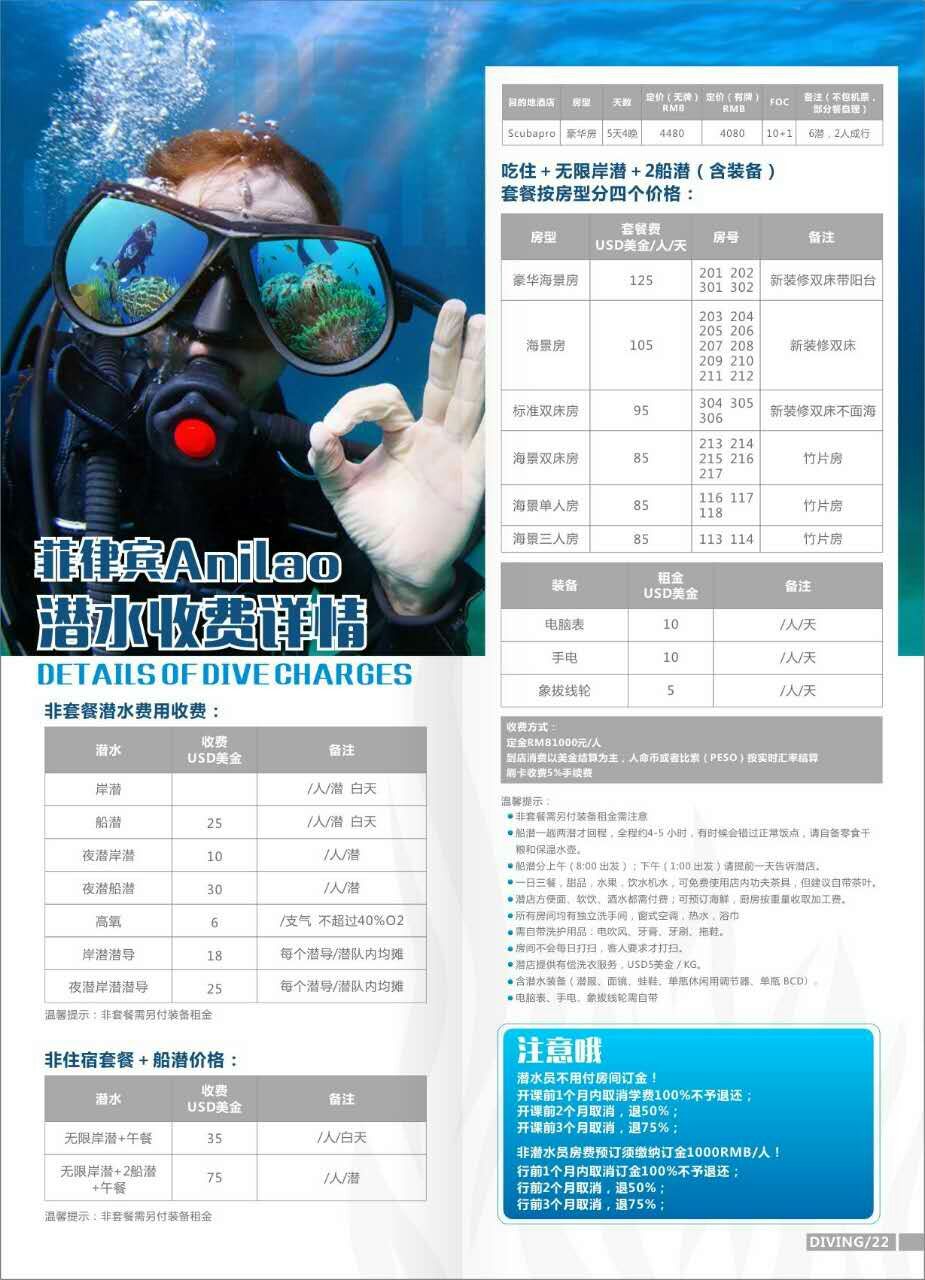 菲律宾Anilao
潜水收费详情
DETAILS OF DIVE CHARGES
非套餐潜水费用收费：
潜水 收费 USD美金 备注
岸潜 /人/潜 白天
船潜 25 /人/潜 白天
夜潜岸潜 10 /人/潜
夜潜船潜 30 /人/潜
高氧 6 /支气 不超过40%O2
岸潜潜导 18 每个潜导/潜队内均摊
夜潜岸潜潜导 25 每个潜导/潜队内均摊
温馨提示：非套餐需另付装备租金
非住宿套餐+船潜价格：
潜水 收费 USD美金 备注
无限岸潜+午餐 35 /人/白天
无限岸潜+2船潜+午餐 75 /人/潜
温馨提示：非套餐需另付装备租金
目的地酒店 房型 天数 定价（无牌）RMB 定价（有牌）RMB FOC 备注（不包机票，部分餐自理）
Scubapro 豪华房 5天4晚 4480 4080 10+1 6潜，2人成行
吃住+无限岸潜+2船潜（含装备）
套餐按房型分四个价格：
房型 套餐费 USD美金/人/天 房号 备注
豪华海景房 125 201 202 301 302 新装修双床带阳台
海景房 105 203 204 205 206 207 208 209 210 211 212 新装修双床
标准双床房 95 304 305 306 新装修双床不面海
海景双床房 85 213 214 215 216 217 竹片房
海景单人房 85 116 117 118 竹片房
海景三人房 85 113 114 竹片房
装备 租金 USD美金 备注
电脑表 10 /人/天
手电 10 /人/天
象拔线轮 5 /人/天
收费方式：
定金RMB1000元/人
到店消费以美金结算为主，人命币或者比索（PESO）按实时汇率结算
刷卡收费5%手续费
温馨提示：
非套餐需另付装备租金需注意
船潜一趟两潜才回程，全程约4-5 小时，有时候会错过正常饭点，请自备零食干
粮和保温水壶。
船潜分上午（8:00 出发）；下午（1:00 出发）请提前一天告诉潜店。
一日三餐，甜品，水果，饮水机水，可免费使用店内功夫茶具，但建议自带茶叶。
潜店方便面、软饮、酒水都需付费；可预订海鲜，厨房按重量收取加工费。
所有房间均有独立洗手间，窗式空调，热水，浴巾
需自带洗护用品：电吹风、牙膏、牙刷、拖鞋。
房间不会每日打扫，客人要求才打扫。
潜店提供有偿洗衣服务，USD5美金 / KG。
含潜水装备（潜服、面镜、蛙鞋、单瓶休闲用调节器、单瓶 BCD）。
电脑表、手电、象拔线轮需自带
注意哦
潜水员不用付房间订金！
开课前1个月内取消学费100%不予退还；
开课前2个月取消，退50%；
开课前3个月取消，退75%；
非潜水员房费预订须缴纳订金1000RMB/人！
行前1个月内取消订金100%不予退还；
行前2个月取消，退50%；
行前3个月取消，退75%；
DIVING/22